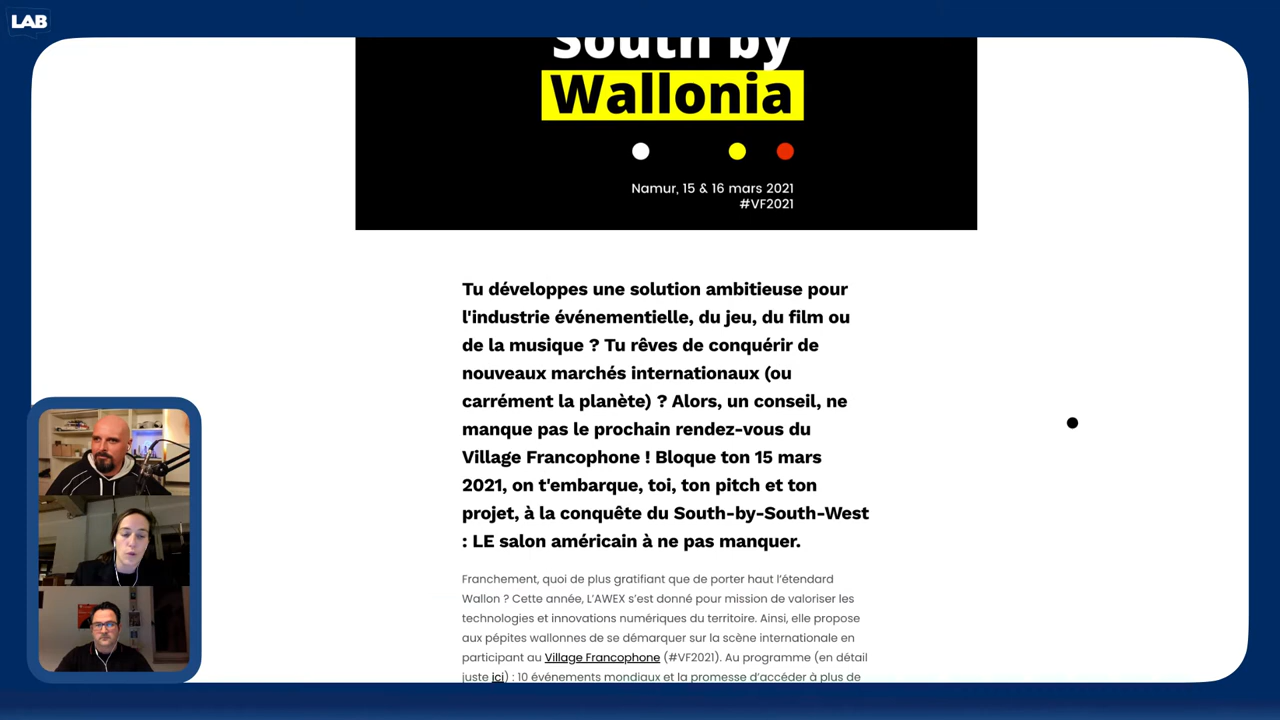 LAB
South by
Wallonia
Namur, 15 & 16 mars 2021
#VF2021
Tu développes une solution ambitieuse pour
l'industrie événementielle, du jeu, du film ou
de la musique ? Tu rêves de conquérir de
nouveaux marchés internationaux (ou
carrément la planète) ? Alors, un conseil, ne
manque pas le prochain rendez-vous du
Village Francophone ! Bloque ton 15 mars
2021, on t'embarque, toi, ton pitch et ton
projet, à la conquête du South-by-South-West
: LE salon américain à ne pas manquer.
Franchement, quoi de plus gratifiant que de porter haut l’étendard
Wallon ? Cette année, L’AWEX s’est donné pour mission de valoriser les
technologies et innovations numériques du territoire. Ainsi, elle propose
aux pépites wallonnes de se démarquer sur la scène internationale en
participant au Village Francophone (#VF2021). Au programme (en détail
juste ici) : 10 événements mondiaux et la promesse d’accéder à plus de